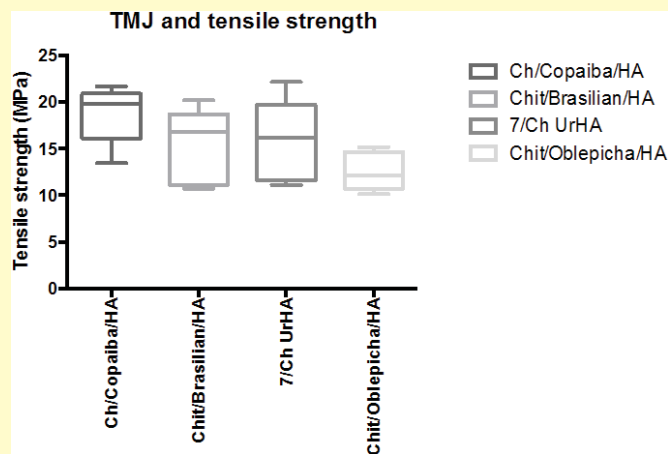 TMJ and tensile strength
Tensile strength (MPa)
25
20
15
10
5
0
Ch/Copaiba/HA
Chit/Brasilian/HA
7/Ch UrHA
Chit/Oblepicha/HA
Ch/Copaiba/HA
Chit/Brasilian/HA
7/Ch UrHA
Chit/Oblepicha/HA